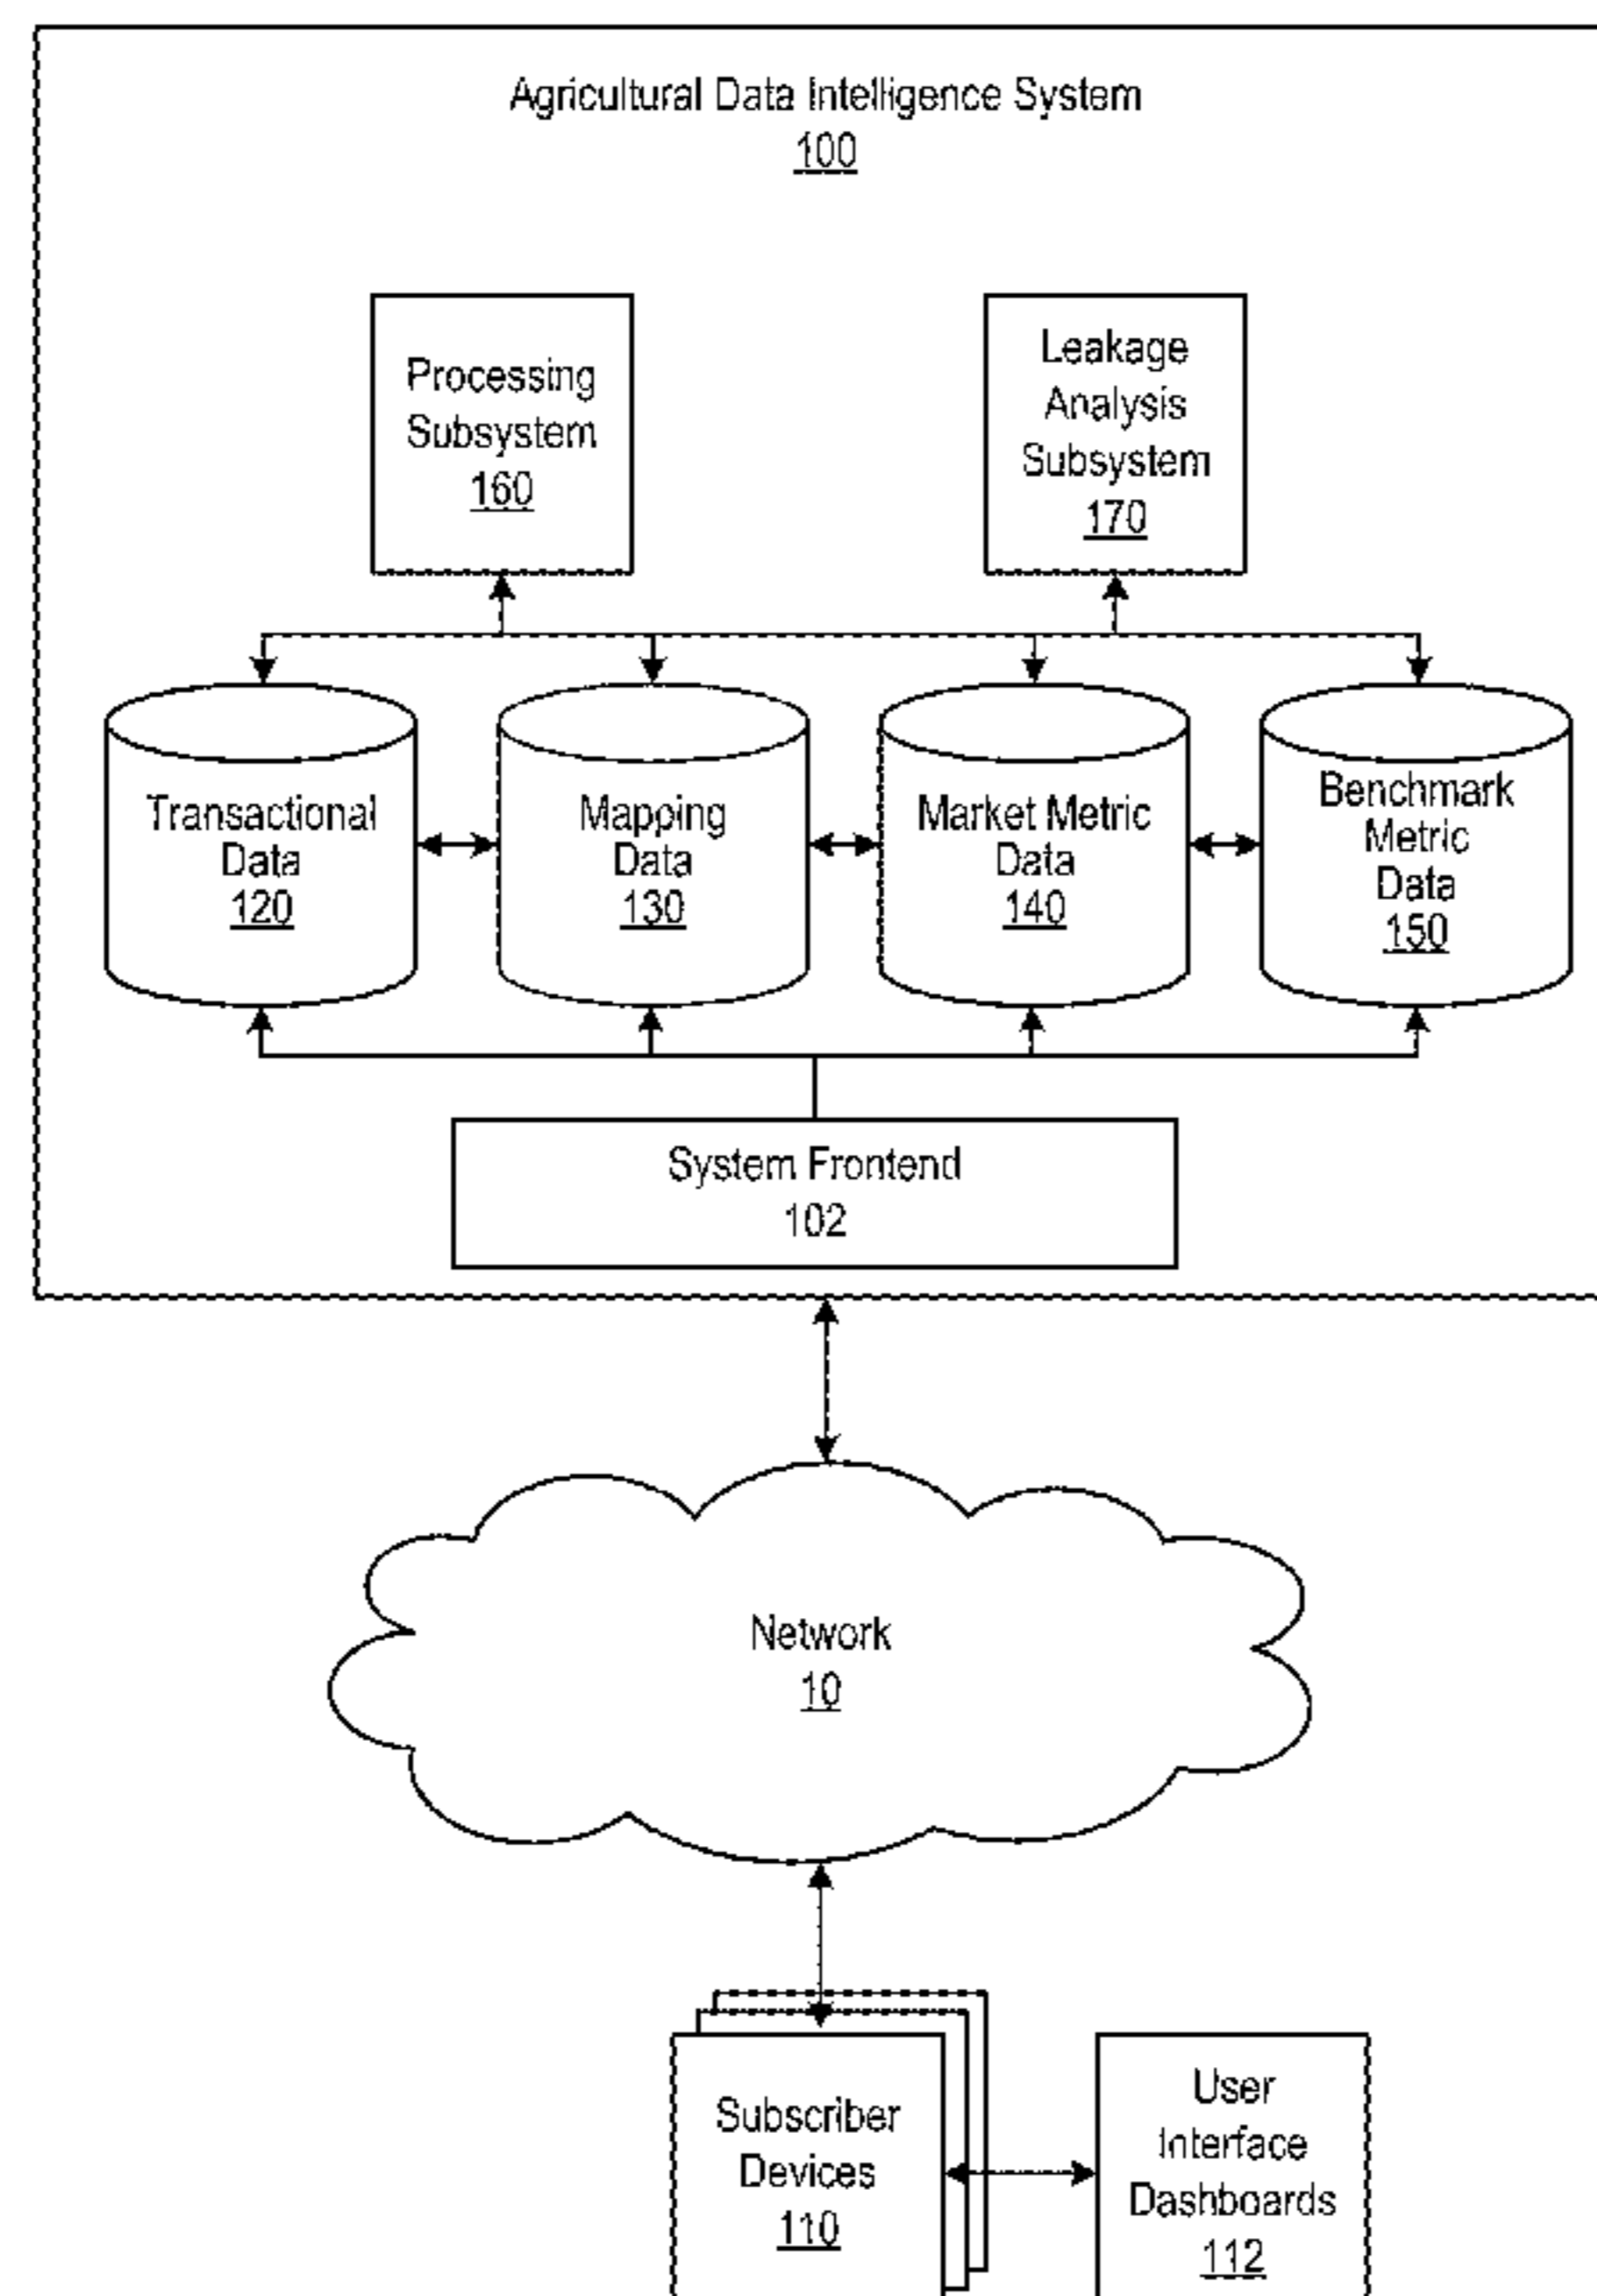 Agricultural Data Intelligence System
100
Processing
Subsystem
160
Leakage
Analysis
Subsystem
170
Transactional
Data
120
Mapping
Data
130
Market Metric
Data
140
Benchmark
Metric
Data
150
System Frontend
102
Network
10
Subscriber
Devices
110
User
Interface
Dashboards
112